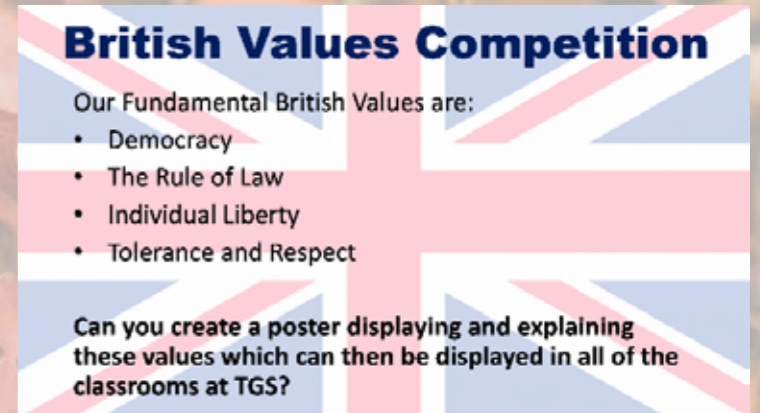 British Values Competition
Our Fundamental British Values are:
• Democracy
• The Rule of Law
• Individual Liberty
• Tolerance and Respect
Can you create a poster displaying and explaining
these values which can then be displayed in all of the
classrooms at TGS?